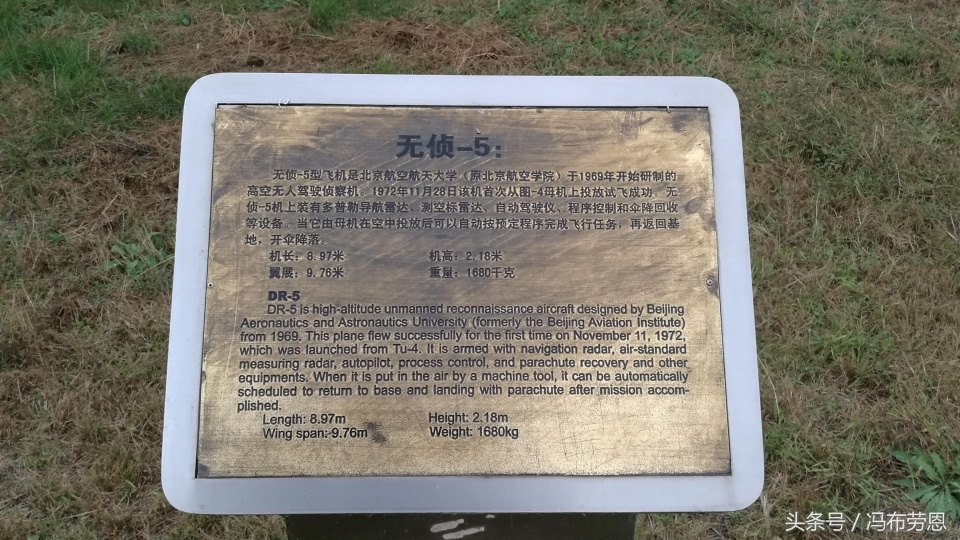 无侦-5：
无侦-5型飞机是北京航空航天大学（原北京航空学院）于1969年开始研制的
高空无人驾驶侦察机。1972年11月28日该机首次从图-4母机上投放试飞成功。无
侦-5机上装有多普勒导航雷达、测空标雷达、自动驾驶仪、程序控制和伞降回收
等设备。当它由母机在空中投放后可以自动按预定程序完成飞行任务，再返回基
地，开伞降落。
机长：8.97米 机高：2.18米
翼展：9.76米 重量：1680千克
DR-5
DR-5 is high-altitude unmanned reconnaissance aircraft designed by Beijing
Aeronautics and Astronautics University (formerly the Beijing Aviation Institute)
from 1969. This plane flew successfully for the first time on November 11, 1972,
which was launched from Tu-4. It is armed with navigation radar, air-standard
measuring radar, autopilot, process control, and parachute recovery and other
equipments. When it is put in the air by a machine tool, it can be automatically
scheduled to return to base and landing with parachute after mission accom-
plished.
Length: 8.97m Height: 2.18m
Wing span: 9.76m Weight: 1680kg
头条号 / 冯布劳恩